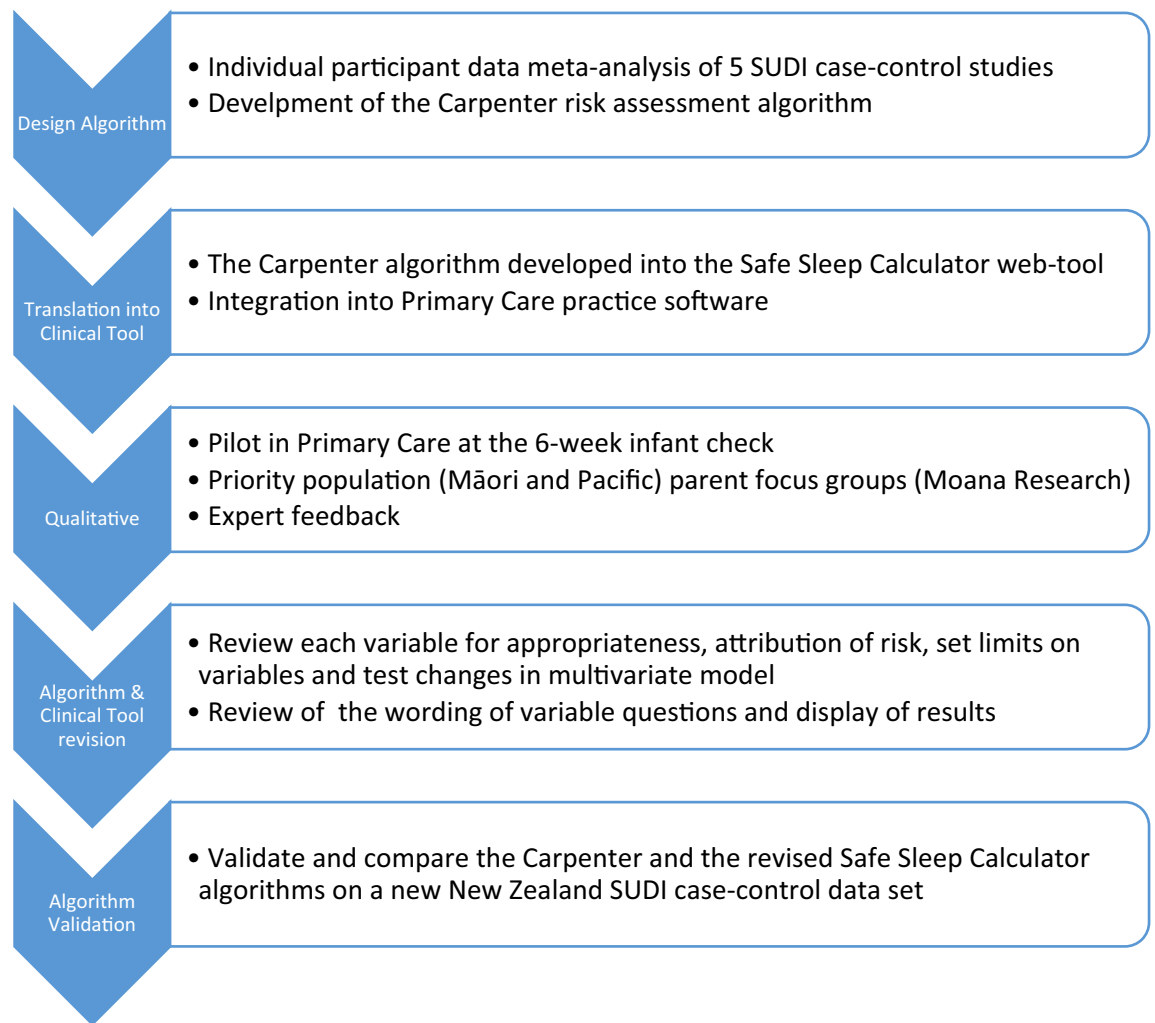 Design Algorithm
• Individual participant data meta-analysis of 5 SUDI case-control studies
• Develpment of the Carpenter risk assessment algorithm
Translation into
Clinical Tool
• The Carpenter algorithm developed into the Safe Sleep Calculator web-tool
• Integration into Primary Care practice software
Qualitative
• Pilot in Primary Care at the 6-week infant check
• Priority population (Māori and Pacific) parent focus groups (Moana Research)
• Expert feedback
Algorithm &
Clinical Tool
revision
• Review each variable for appropriateness, attribution of risk, set limits on
variables and test changes in multivariate model
• Review of the wording of variable questions and display of results
Algorithm
Validation
• Validate and compare the Carpenter and the revised Safe Sleep Calculator
algorithms on a new New Zealand SUDI case-control data set